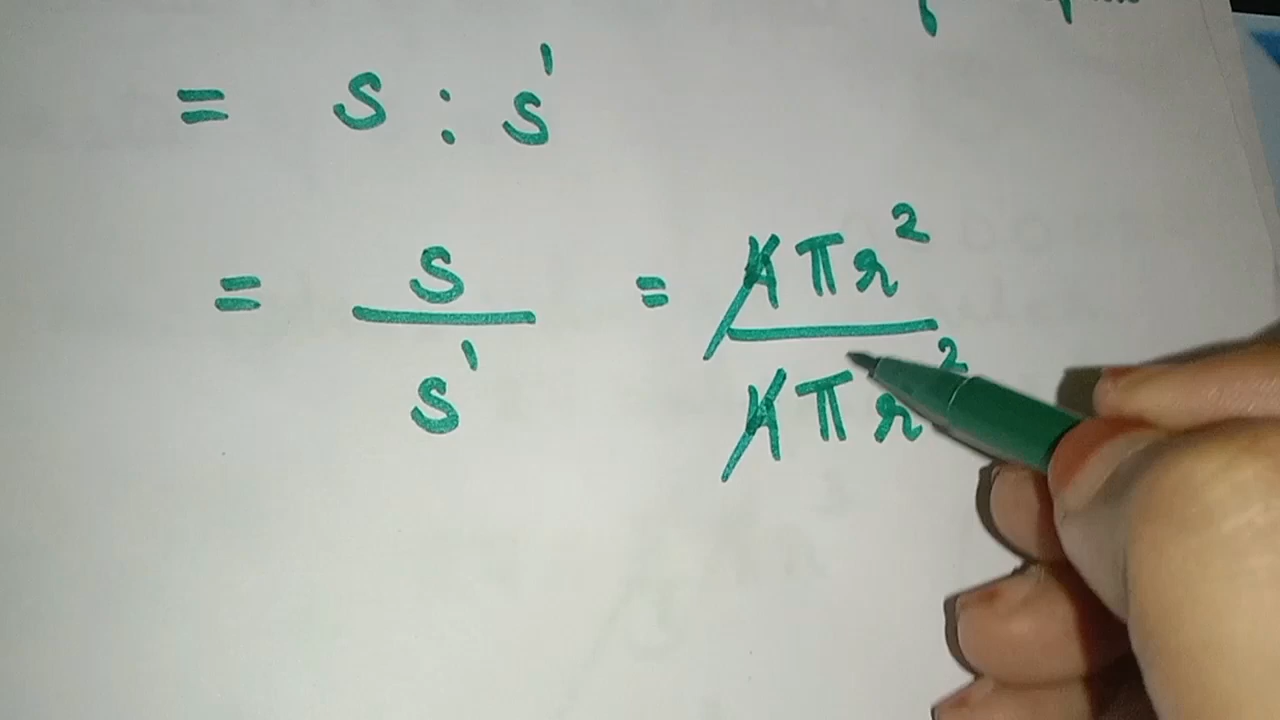 = S : S'
= S / S' = 4πr² / 4πr²